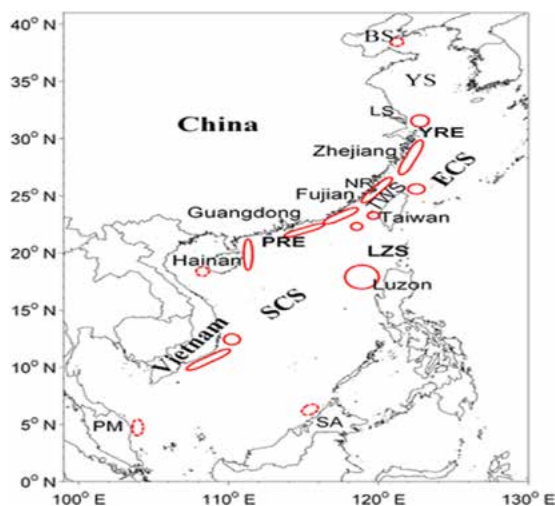 40° N
BS
35° N
YS
LS
China
YRE
30° N
Zhejiang
ECS
25° N
NR
Fujian
TWS
Guangdong
Taiwan
20° N
PRE
LZS
Hainan
Luzon
15° N
SCS
Vietnam
10° N
5° N
PM
SA
0° N
100° E
110° E
120° E
130° E